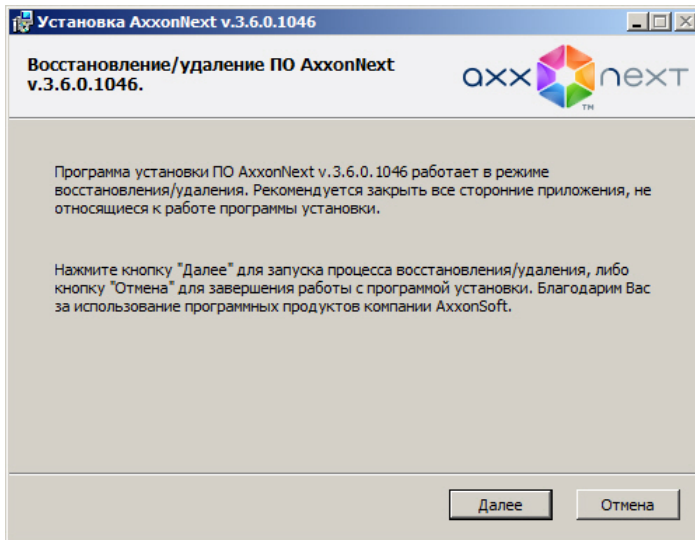 Установка AxxonNext v.3.6.0.1046
Восстановление/удаление ПО AxxonNext
v.3.6.0.1046.
axx next
TM
Программа установки ПО AxxonNext v.3.6.0.1046 работает в режиме
восстановления/удаления. Рекомендуется закрыть все сторонние приложения, не
относящиеся к работе программы установки.
Нажмите кнопку "Далее" для запуска процесса восстановления/удаления, либо
кнопку "Отмена" для завершения работы с программой установки. Благодарим Вас
за использование программных продуктов компании AxxonSoft.
Далее
Отмена